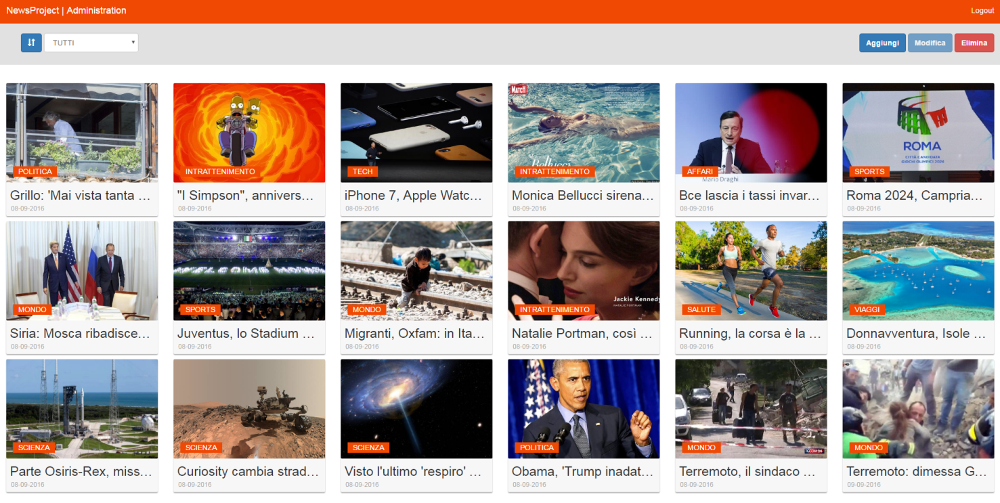 NewsProject | Administration
Logout
TUTTI
Aggiungi
Modifica
Elimina
POLITICA
Grillo: 'Mai vista tanta ...
08-09-2016
INTRATTENIMENTO
"I Simpson", annivers...
08-09-2016
TECH
iPhone 7, Apple Watc...
08-09-2016
MATCH
Monica
Bellucci
INTRATTENIMENTO
Monica Bellucci sirena...
08-09-2016
AFFARI
Mario Draghi
Bce lascia i tassi invar...
08-09-2016
ROMA
CITTÀ CANDIDATA
GIOCHI OLIMPICI 2024
SPORTS
Roma 2024, Campria...
08-09-2016
MONDO
Siria: Mosca ribadisce...
08-09-2016
SPORTS
Juventus, lo Stadium ...
08-09-2016
MONDO
Migranti, Oxfam: in Ita...
08-09-2016
Jackie Kennedy
NATALIE PORTMAN
INTRATTENIMENTO
Natalie Portman, così ...
08-09-2016
SALUTE
Running, la corsa è la ...
08-09-2016
VIAGGI
Donnavventura, Isole ...
08-09-2016
SCIENZA
Parte Osiris-Rex, miss...
08-09-2016
SCIENZA
Curiosity cambia strad...
08-09-2016
SCIENZA
Visto l'ultimo 'respiro' ...
08-09-2016
POLITICA
Obama, 'Trump inadat...
08-09-2016
MONDO
TGCOM24
Terremoto, il sindaco ...
08-09-2016
HD
MONDO
Terremoto: dimessa G...
09-09-2016